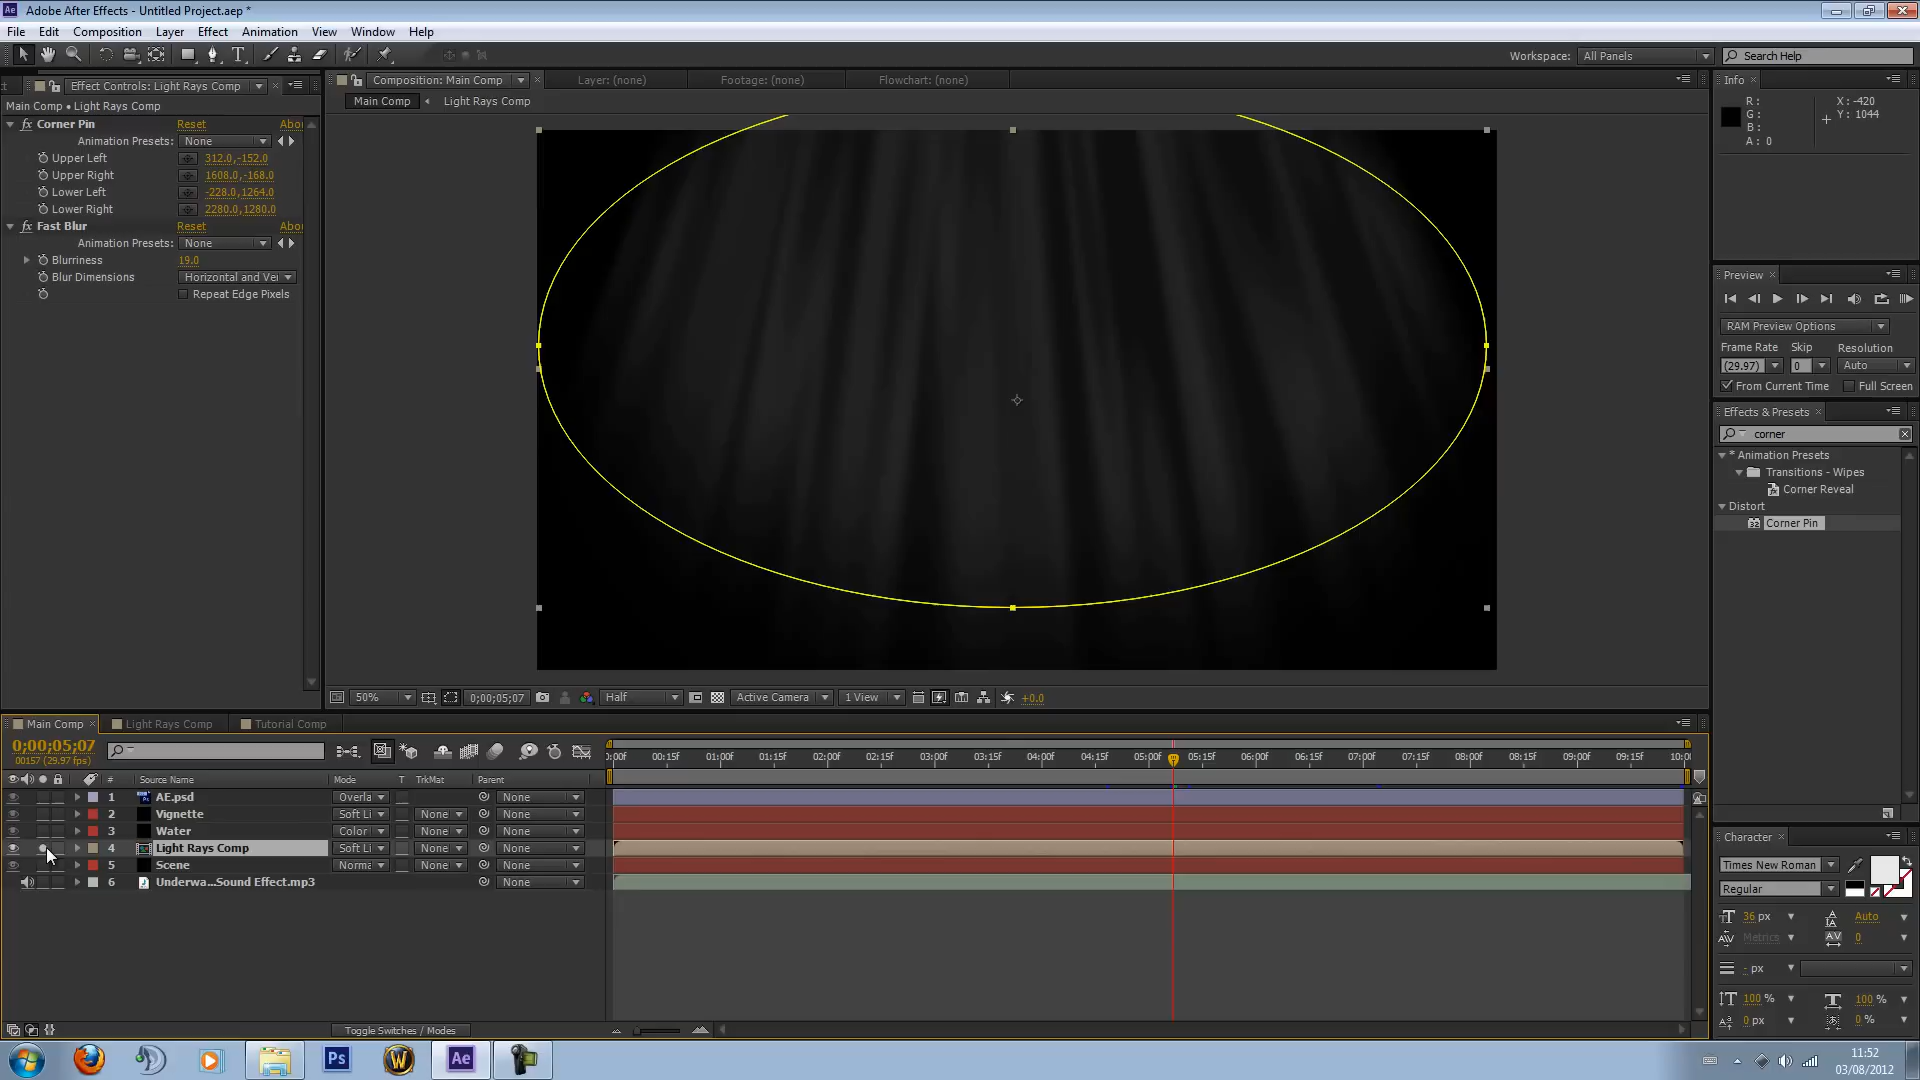 Adobe After Effects - Untitled Project.aep *
File Edit Composition Layer Effect Animation View Window Help
Workspace: All Panels
Search Help
Effect Controls: Light Rays Comp
Main Comp • Light Rays Comp
Corner Pin Reset Abou
Animation Presets: None
Upper Left 312.0,-152.0
Upper Right 1608.0,-168.0
Lower Left -228.0,1264.0
Lower Right 2280.0,1280.0
Fast Blur Reset Abou
Animation Presets: None
Blurriness 19.0
Blur Dimensions Horizontal and Ver
Repeat Edge Pixels
Composition: Main Comp Layer: (none) Footage: (none) Flowchart: (none)
Main Comp Light Rays Comp
50% 0;00;05;07 Half Active Camera 1 View +0.0
Info
R: X: -420
G: Y: 1044
B:
A: 0
Preview
RAM Preview Options
Frame Rate Skip Resolution
(29.97) 0 Auto
From Current Time Full Screen
Effects & Presets
corner
* Animation Presets
Transitions - Wipes
Corner Reveal
Distort
Corner Pin
Character
Times New Roman
Regular
36 px Auto
Metrics 0
- px
100 % 100 %
0 px 0 %
Main Comp Light Rays Comp Tutorial Comp
0;00;05;07
00157 (29.97 fps)
:00f 00:15f 01:00f 01:15f 02:00f 02:15f 03:00f 03:15f 04:00f 04:15f 05:00f 05:15f 06:00f 06:15f 07:00f 07:15f 08:00f 08:15f 09:00f 09:15f 10:0
# Source Name Mode T TrkMat Parent
1 AE.psd Overla None
2 Vignette Soft Li None None
3 Water Color None None
4 Light Rays Comp Soft Li None None
5 Scene Norma None None
6 Underwa...Sound Effect.mp3 None
Toggle Switches / Modes
Ps W Ae
11:52
03/08/2012